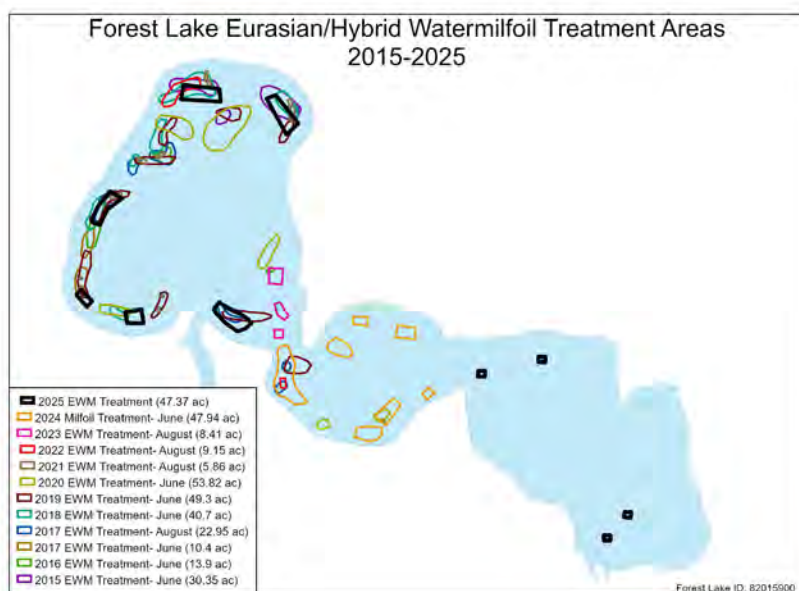 Forest Lake Eurasian/Hybrid Watermilfoil Treatment Areas
2015-2025
2025 EWM Treatment (47.37 ac)
2024 Milfoil Treatment- June (47.94 ac)
2023 EWM Treatment- August (8.41 ac)
2022 EWM Treatment- August (9.15 ac)
2021 EWM Treatment- August (5.86 ac)
2020 EWM Treatment- June (53.82 ac)
2019 EWM Treatment- June (49.3 ac)
2018 EWM Treatment- June (40.7 ac)
2017 EWM Treatment- August (22.95 ac)
2017 EWM Treatment- June (10.4 ac)
2016 EWM Treatment- June (13.9 ac)
2015 EWM Treatment- June (30.35 ac)
Forest Lake ID: 82015900